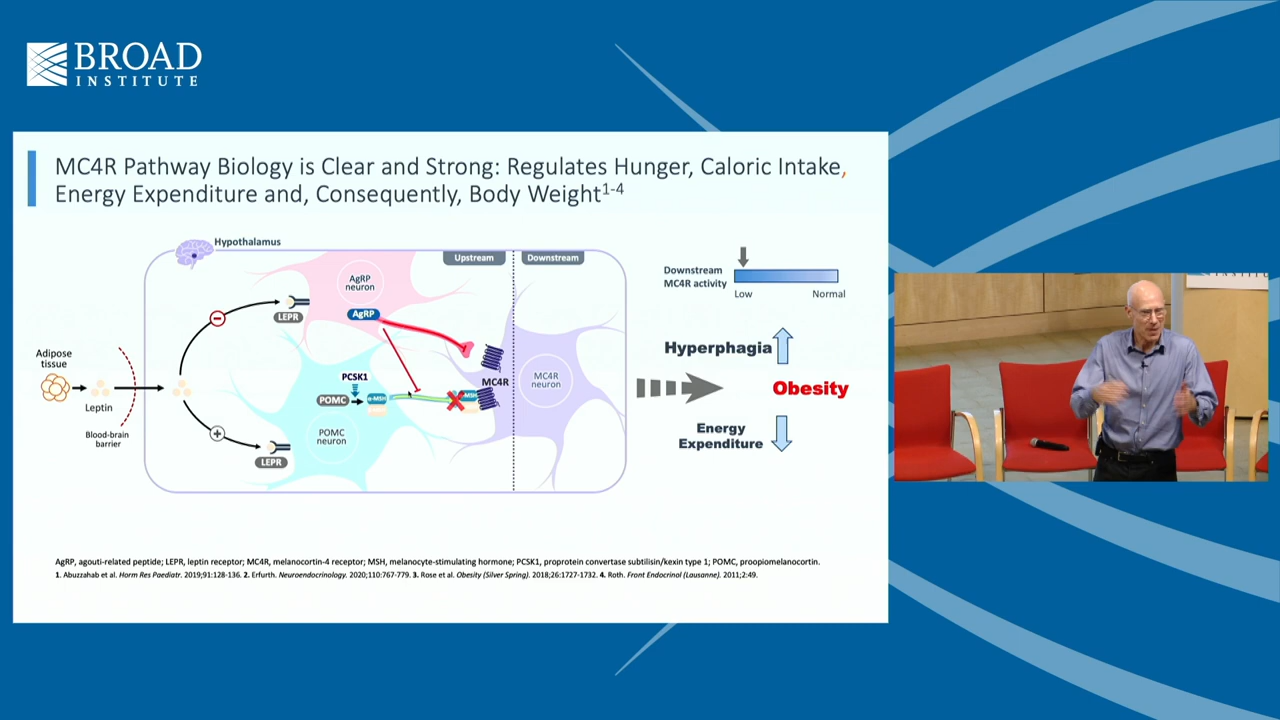 BROAD
INSTITUTE
MC4R Pathway Biology is Clear and Strong: Regulates Hunger, Caloric Intake,
Energy Expenditure and, Consequently, Body Weight1-4
Hypothalamus
Upstream
Downstream
AgRP
neuron
AgRP
LEPR
Adipose
tissue
Leptin
Blood-brain
barrier
PCSK1
POMC
α-MSH
MC4R
MC4R
neuron
POMC
neuron
LEPR
Downstream
MC4R activity
Low
Normal
Hyperphagia
Obesity
Energy
Expenditure
AgRP, agouti-related peptide; LEPR, leptin receptor; MC4R, melanocortin-4 receptor; MSH, melanocyte-stimulating hormone; PCSK1, proprotein convertase subtilisin/kexin type 1; POMC, proopiomelanocortin.
1. Abuzzahab et al. Horm Res Paediatr. 2019;91:128-136. 2. Erfurth. Neuroendocrinology. 2020;110:767-779. 3. Rose et al. Obesity (Silver Spring). 2018;26:1727-1732. 4. Roth. Front Endocrinol (Lausanne). 2011;2:49.